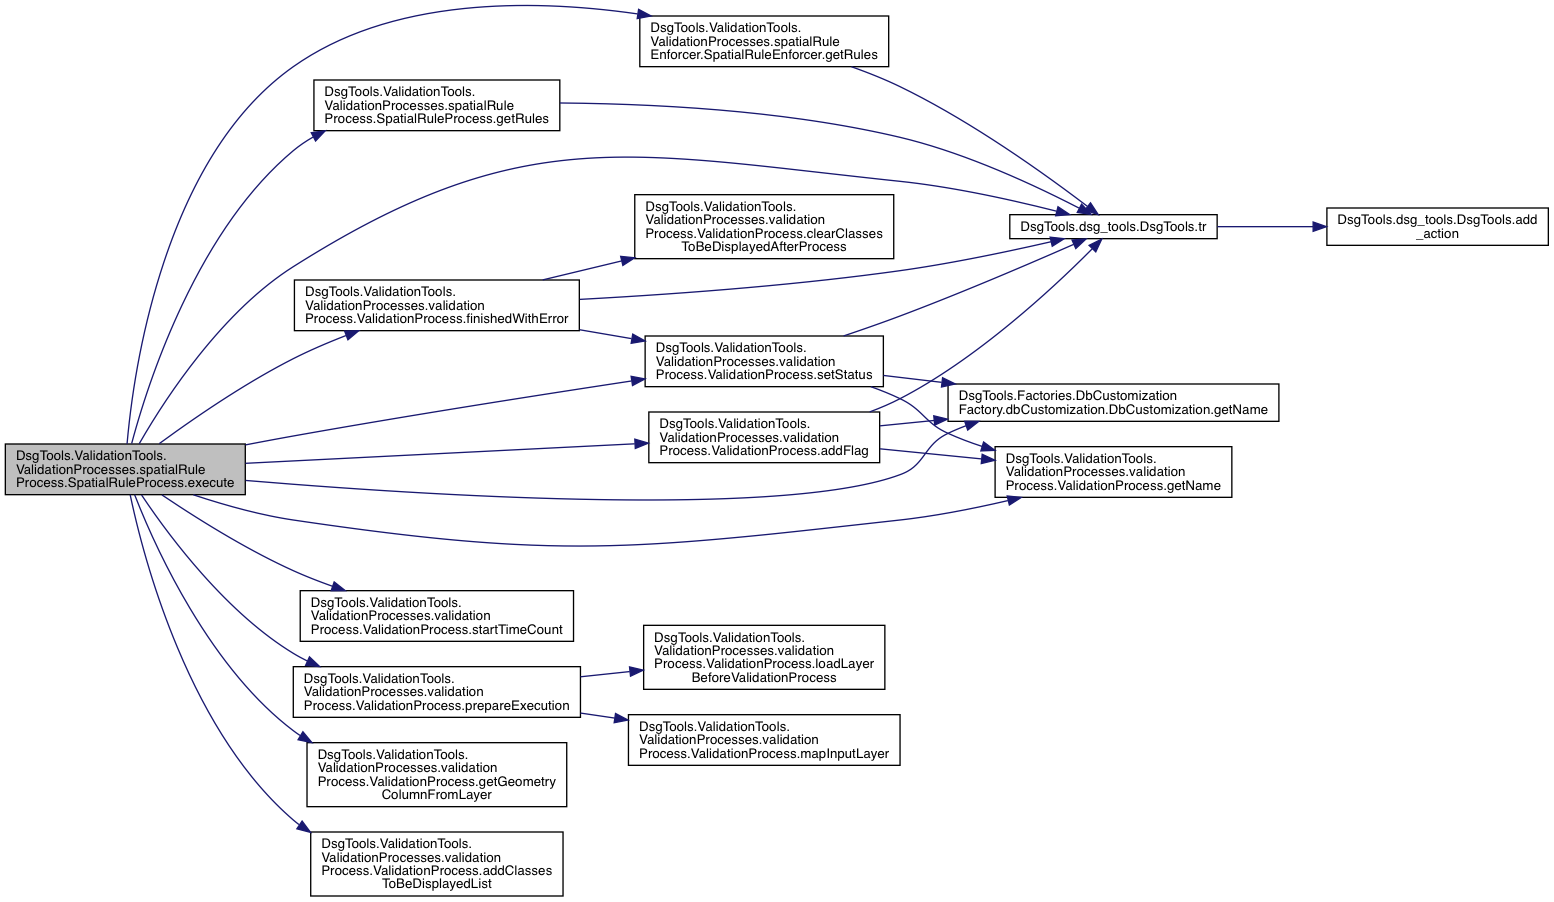 DsgTools.ValidationTools.
ValidationProcesses.spatialRule
Enforcer.SpatialRuleEnforcer.getRules
DsgTools.ValidationTools.
ValidationProcesses.spatialRule
Process.SpatialRuleProcess.getRules
DsgTools.ValidationTools.
ValidationProcesses.validation
Process.ValidationProcess.clearClasses
ToBeDisplayedAfterProcess
DsgTools.dsg_tools.DsgTools.tr
DsgTools.dsg_tools.DsgTools.add
_action
DsgTools.ValidationTools.
ValidationProcesses.validation
Process.ValidationProcess.finishedWithError
DsgTools.ValidationTools.
ValidationProcesses.validation
Process.ValidationProcess.setStatus
DsgTools.Factories.DbCustomization
Factory.dbCustomization.DbCustomization.getName
DsgTools.ValidationTools.
ValidationProcesses.validation
Process.ValidationProcess.addFlag
DsgTools.ValidationTools.
ValidationProcesses.spatialRule
Process.SpatialRuleProcess.execute
DsgTools.ValidationTools.
ValidationProcesses.validation
Process.ValidationProcess.getName
DsgTools.ValidationTools.
ValidationProcesses.validation
Process.ValidationProcess.startTimeCount
DsgTools.ValidationTools.
ValidationProcesses.validation
Process.ValidationProcess.loadLayer
BeforeValidationProcess
DsgTools.ValidationTools.
ValidationProcesses.validation
Process.ValidationProcess.prepareExecution
DsgTools.ValidationTools.
ValidationProcesses.validation
Process.ValidationProcess.mapInputLayer
DsgTools.ValidationTools.
ValidationProcesses.validation
Process.ValidationProcess.getGeometry
ColumnFromLayer
DsgTools.ValidationTools.
ValidationProcesses.validation
Process.ValidationProcess.addClasses
ToBeDisplayedList